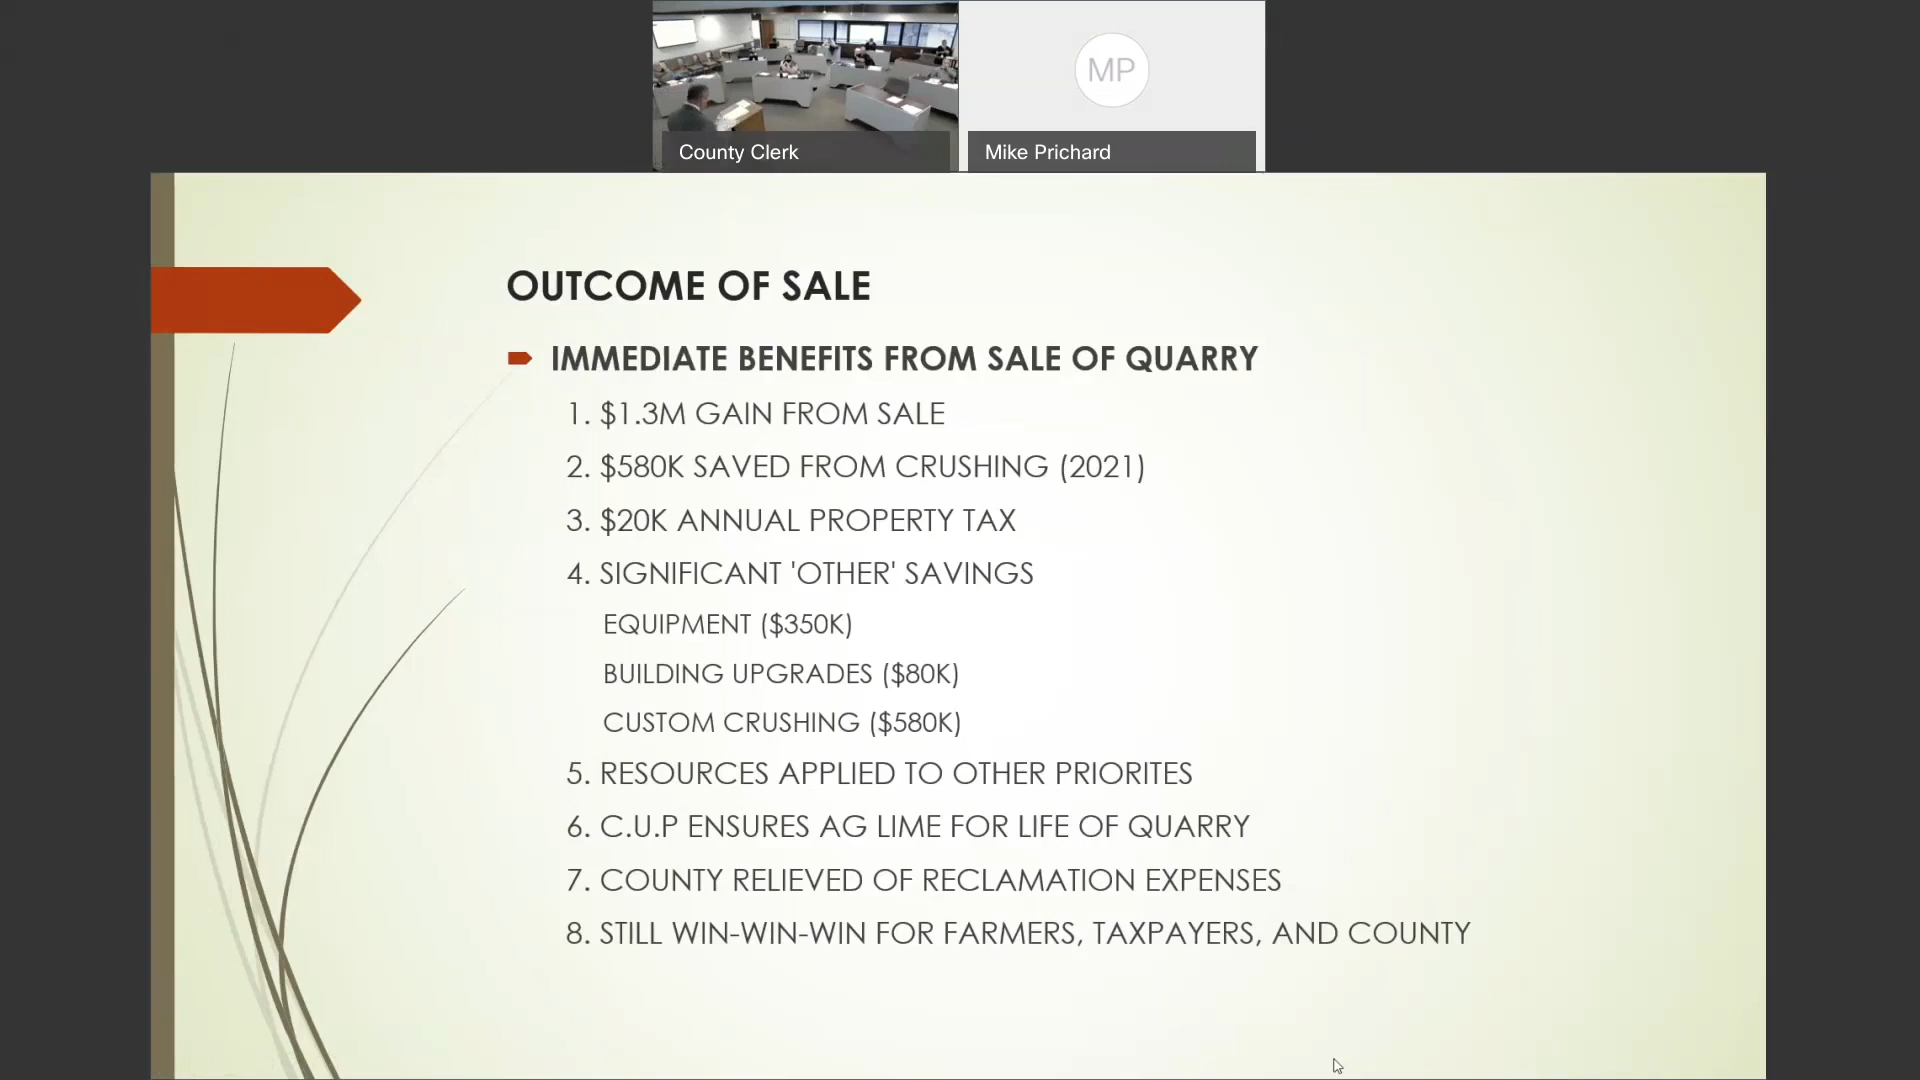 MP
County Clerk
Mike Prichard
OUTCOME OF SALE
IMMEDIATE BENEFITS FROM SALE OF QUARRY
1. $1.3M GAIN FROM SALE
2. $580K SAVED FROM CRUSHING (2021)
3. $20K ANNUAL PROPERTY TAX
4. SIGNIFICANT 'OTHER' SAVINGS
EQUIPMENT ($350K)
BUILDING UPGRADES ($80K)
CUSTOM CRUSHING ($580K)
5. RESOURCES APPLIED TO OTHER PRIORITES
6. C.U.P ENSURES AG LIME FOR LIFE OF QUARRY
7. COUNTY RELIEVED OF RECLAMATION EXPENSES
8. STILL WIN-WIN-WIN FOR FARMERS, TAXPAYERS, AND COUNTY